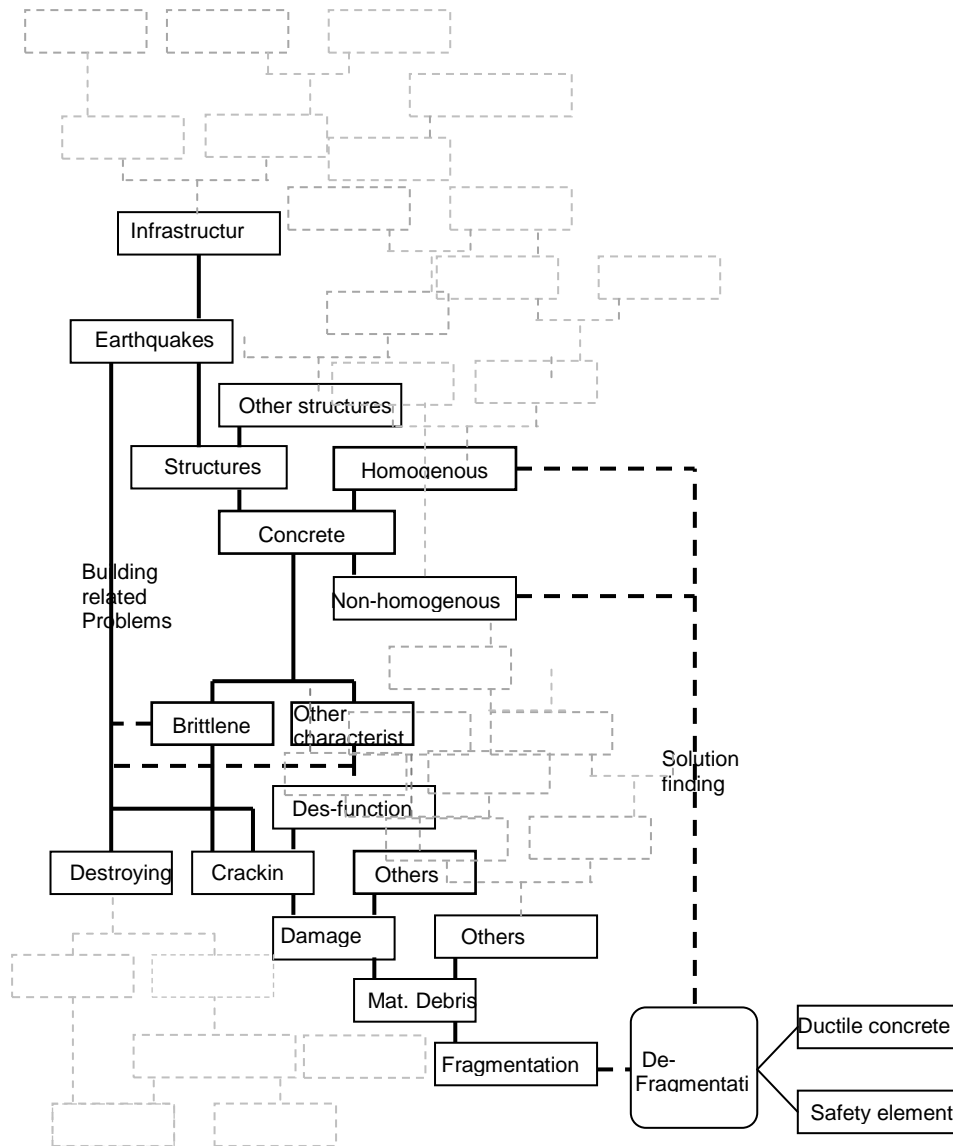 Infrastructur
Earthquakes
Other structures
Structures
Homogenous
Concrete
Building
related
Problems
Non-homogenous
Brittlene
Other
characterist
Solution
finding
Des-function
Destroying
Crackin
Others
Damage
Others
Mat. Debris
Ductile concrete
Fragmentation
De-
Fragmentati
Safety element